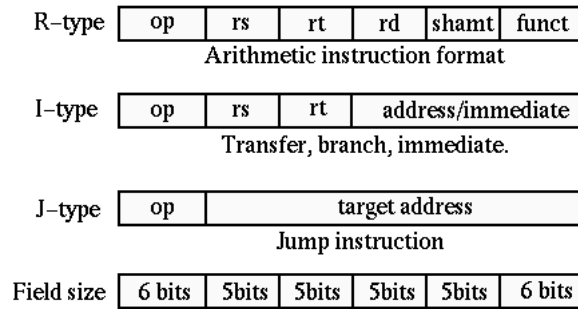 R-type op rs rt rd shamt funct
Arithmetic instruction format
I-type op rs rt address/immediate
Transfer, branch, immediate.
J-type op target address
Jump instruction
Field size 6 bits 5bits 5bits 5bits 5bits 6 bits